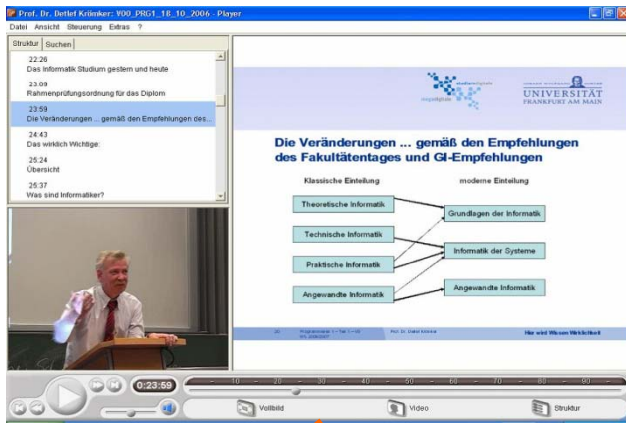 Prof. Dr. Detlef Krömker: V00_PRG1_18_10_2006 - Player
Datei Ansicht Steuerung Extras ?
Struktur Suchen
22:26
Das Informatik Studium gestern und heute
23:09
Rahmenprüfungsordnung für das Diplom
23:59
Die Veränderungen ... gemäß den Empfehlungen des...
24:43
Das wirklich Wichtige:
25:24
Übersicht
25:37
Was sind Informatiker?
UNIVERSITÄT
FRANKFURT AM MAIN
Die Veränderungen ... gemäß den Empfehlungen
des Fakultätentages und GI-Empfehlungen
Klassische Einteilung
moderne Einteilung
Theoretische Informatik
Technische Informatik
Praktische Informatik
Angewandte Informatik
Grundlagen der Informatik
Informatik der Systeme
Angewandte Informatik
Hier wird Wissen Wirklichkeit
0:23:59
10 20 30 40 50 60 70 80 90
Vollbild
Video
Struktur